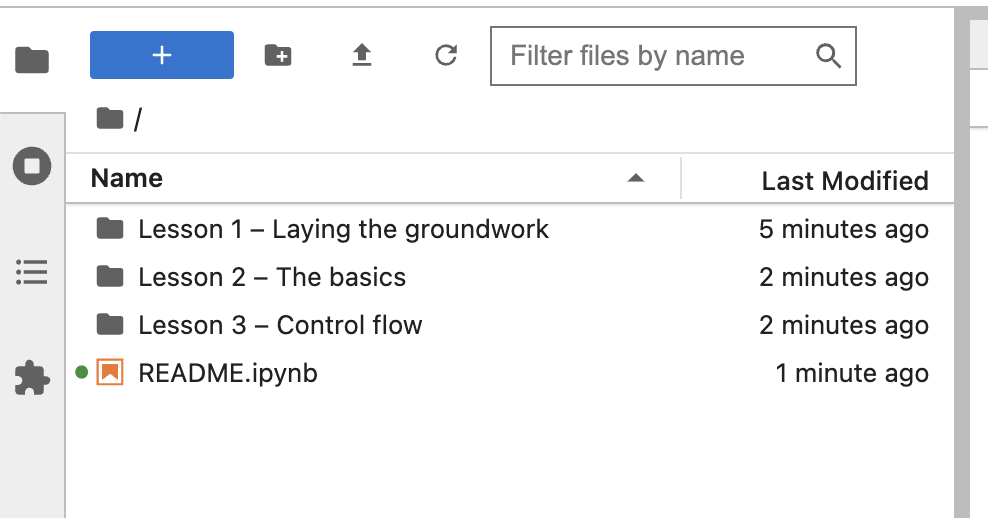 Filter files by name
/
Name Last Modified
Lesson 1 – Laying the groundwork 5 minutes ago
Lesson 2 – The basics 2 minutes ago
Lesson 3 – Control flow 2 minutes ago
README.ipynb 1 minute ago